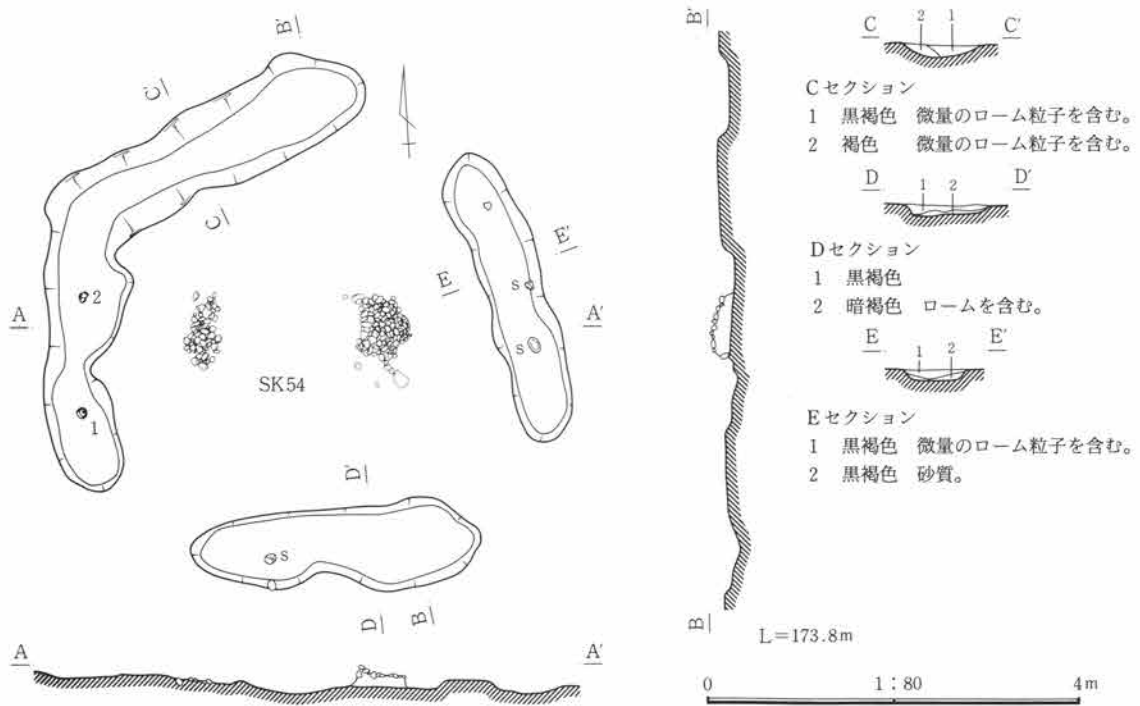 B'
C'
C
E'
E
A
A'
2
1
S
S
SK54
D'
S
D
B
A
A'
B'
B
C
2
1
C'
Cセクション
1 黒褐色 微量のローム粒子を含む。
2 褐色 微量のローム粒子を含む。
D
1
2
D'
Dセクション
1 黒褐色
2 暗褐色 ロームを含む。
E
1
2
E'
Eセクション
1 黒褐色 微量のローム粒子を含む。
2 黒褐色 砂質。
L=173.8m
0 1:80 4m